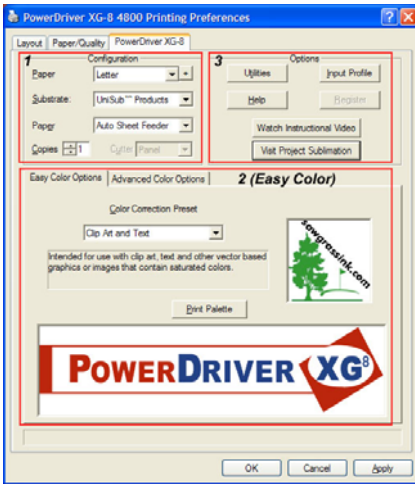 PowerDriver XG-8 4800 Printing Preferences
Layout Paper/Quality PowerDriver XG-8
1 Configuration
Paper Letter
Substrate: UniSub™ Products
Paper Auto Sheet Feeder
Copies 1 Cutter Panel
3 Options
Utilities Input Profile
Help Register
Watch Instructional Video
Visit Project Sublimation
Easy Color Options Advanced Color Options 2 (Easy Color)
Color Correction Preset
Clip Art and Text
Intended for use with clip art, text and other vector based
graphics or images that contain saturated colors.
sawgrassink.com
Print Palette
POWERDRIVER XG8
OK Cancel Apply